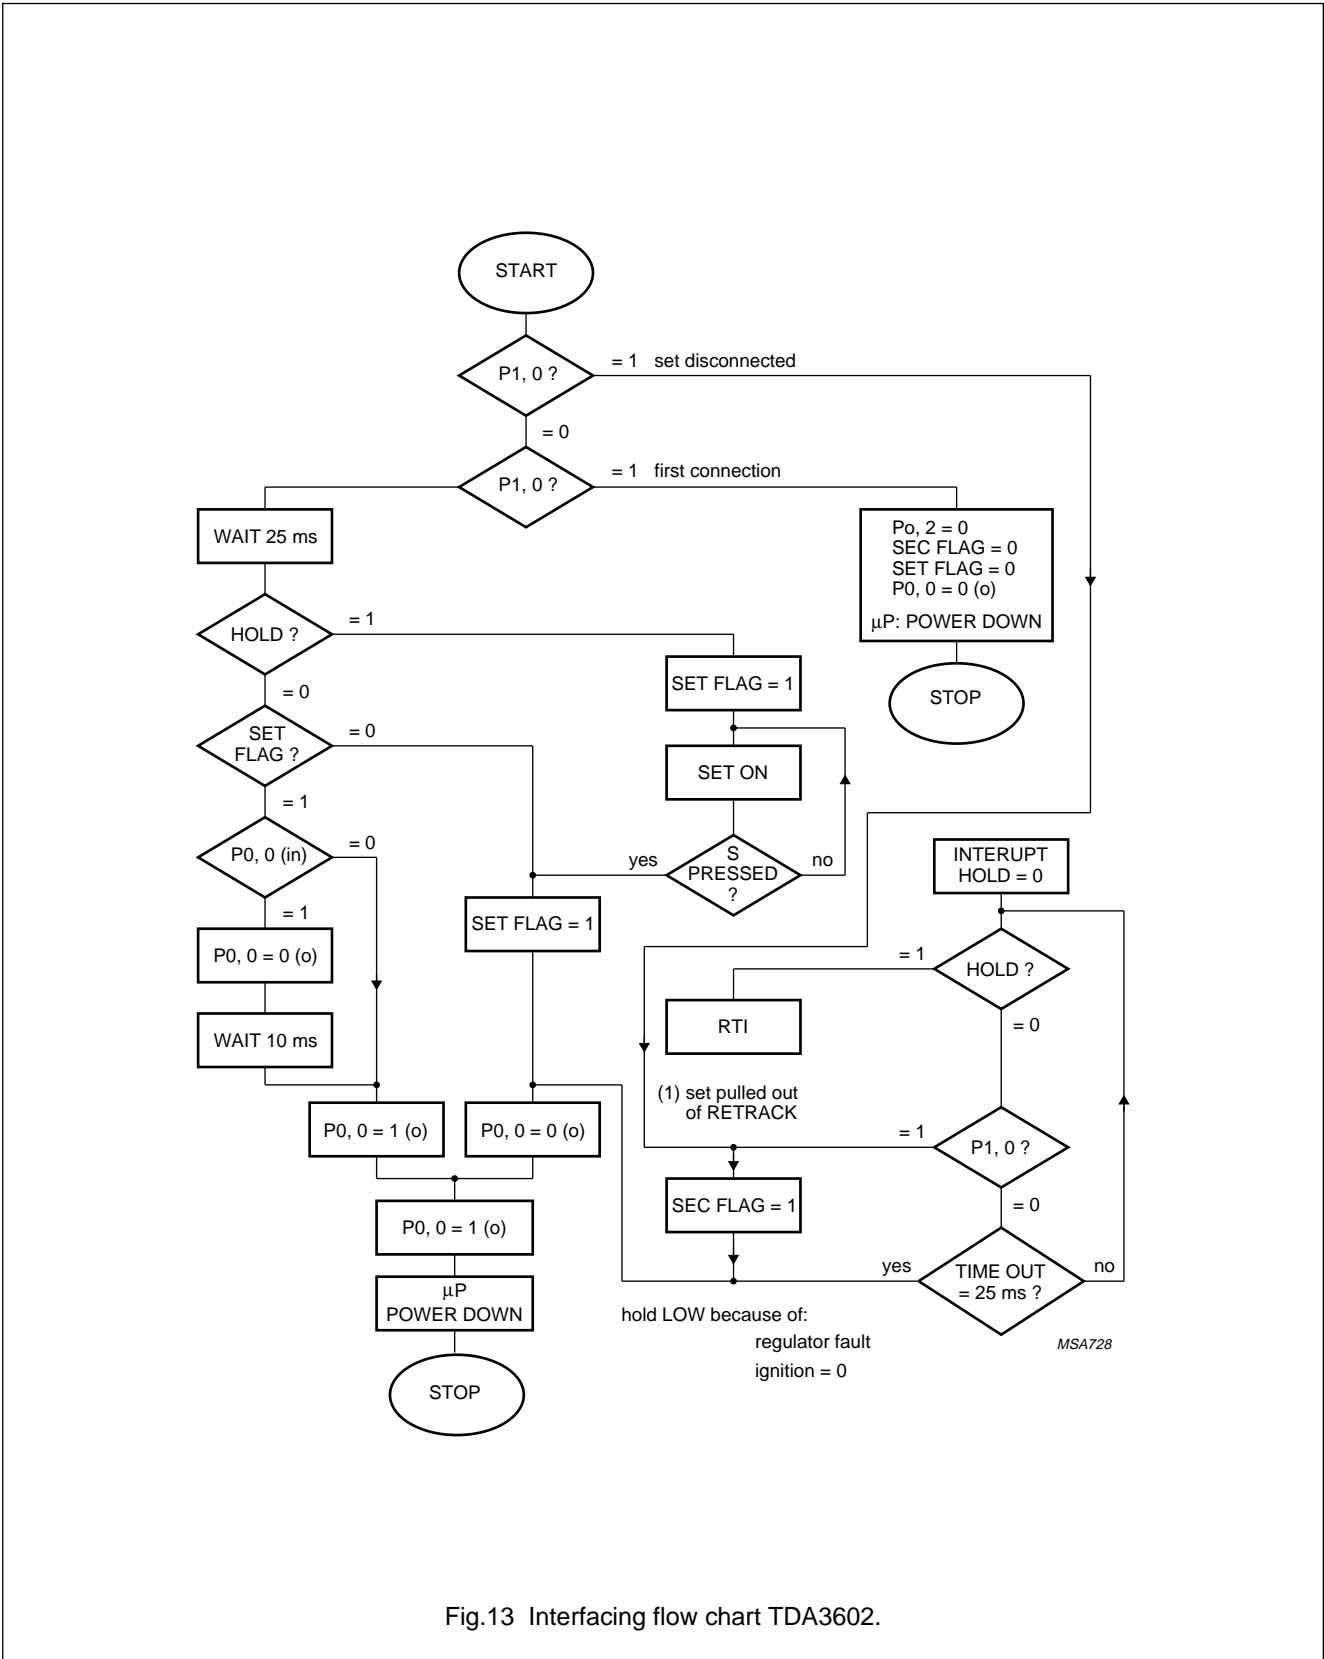 START
P1, 0 ?
= 1 set disconnected
= 0
P1, 0 ?
= 1 first connection
WAIT 25 ms
Po, 2 = 0
SEC FLAG = 0
SET FLAG = 0
P0, 0 = 0 (o)
µP: POWER DOWN
STOP
HOLD ?
= 1
= 0
SET FLAG = 1
SET
FLAG ?
= 0
= 1
SET ON
P0, 0 (in)
= 0
= 1
yes
S
PRESSED
?
no
INTERUPT
HOLD = 0
SET FLAG = 1
P0, 0 = 0 (o)
= 1
HOLD ?
= 0
WAIT 10 ms
RTI
(1) set pulled out
of RETRACK
P0, 0 = 1 (o)
P0, 0 = 0 (o)
= 1
P1, 0 ?
= 0
SEC FLAG = 1
P0, 0 = 1 (o)
yes
TIME OUT
= 25 ms ?
no
µP
POWER DOWN
hold LOW because of:
regulator fault
ignition = 0
MSA728
STOP
Fig.13 Interfacing flow chart TDA3602.